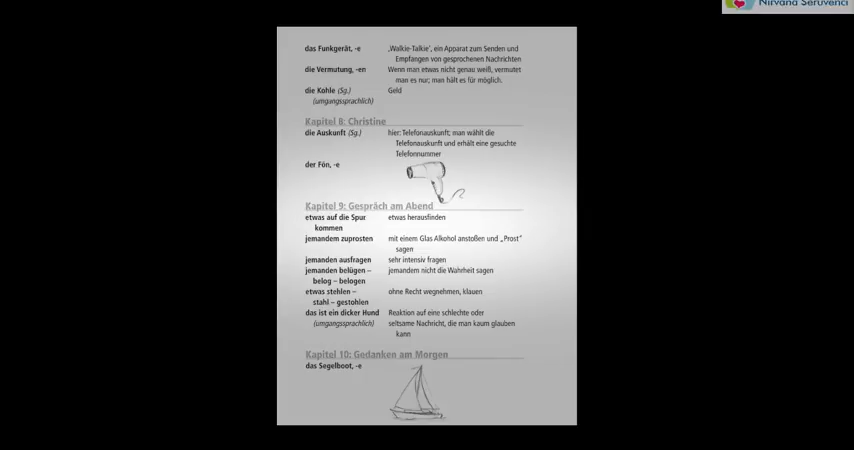 Nirvana Serüvenci
das Funkgerät, -e „Walkie-Talkie', ein Apparat zum Senden und
Empfangen von gesprochenen Nachrichten
die Vermutung, -en Wenn man etwas nicht genau weiß, vermutet
man es nur; man hält es für möglich.
die Kohle (Sg.) Geld
(umgangssprachlich)
Kapitel 8: Christine
die Auskunft (Sg.) hier: Telefonauskunft; man wählt die
Telefonauskunft und erhält eine gesuchte
Telefonnummer
der Fön, -e
Kapitel 9: Gespräch am Abend
etwas auf die Spur etwas herausfinden
kommen
jemandem zuprosten mit einem Glas Alkohol anstoßen und „Prost"
sagen
jemanden ausfragen sehr intensiv fragen
jemanden belügen – jemandem nicht die Wahrheit sagen
belog – belogen
etwas stehlen – ohne Recht wegnehmen, klauen
stahl – gestohlen
das ist ein dicker Hund Reaktion auf eine schlechte oder
(umgangssprachlich) seltsame Nachricht, die man kaum glauben
kann
Kapitel 10: Gedanken am Morgen
das Segelboot, -e